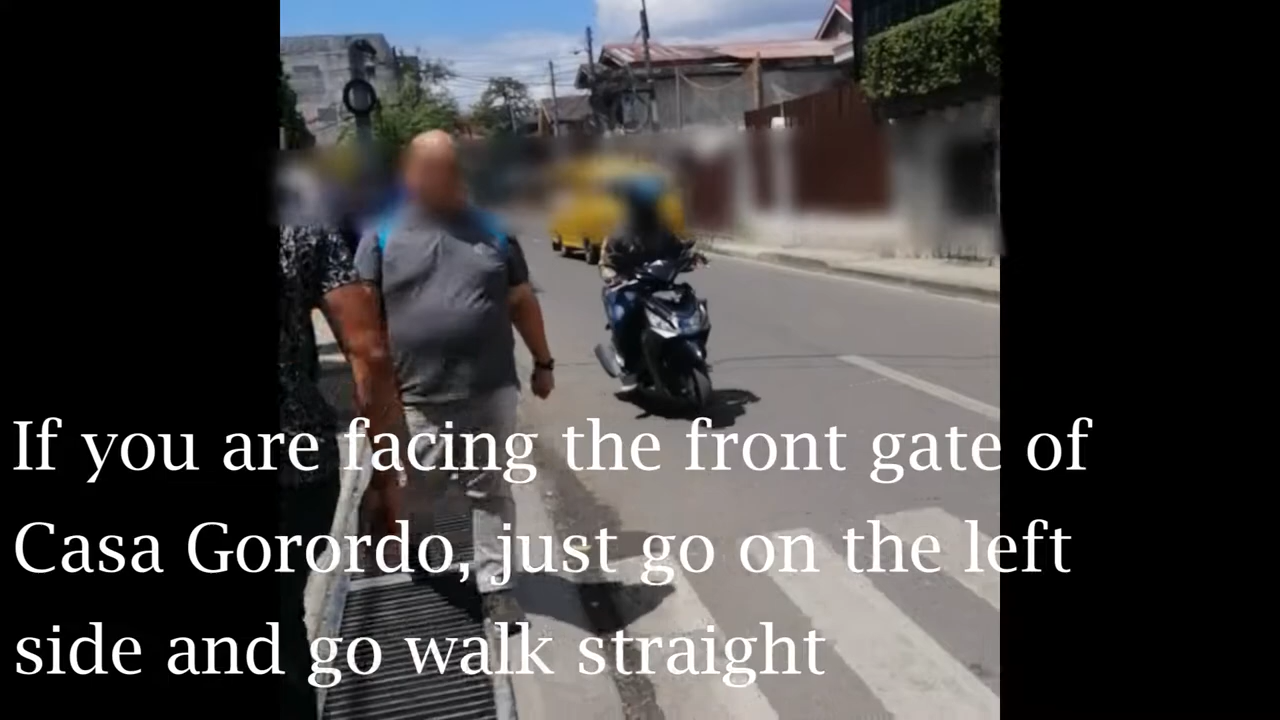 If you are facing the front gate of
Casa Gorordo, just go on the left
side and go walk straight